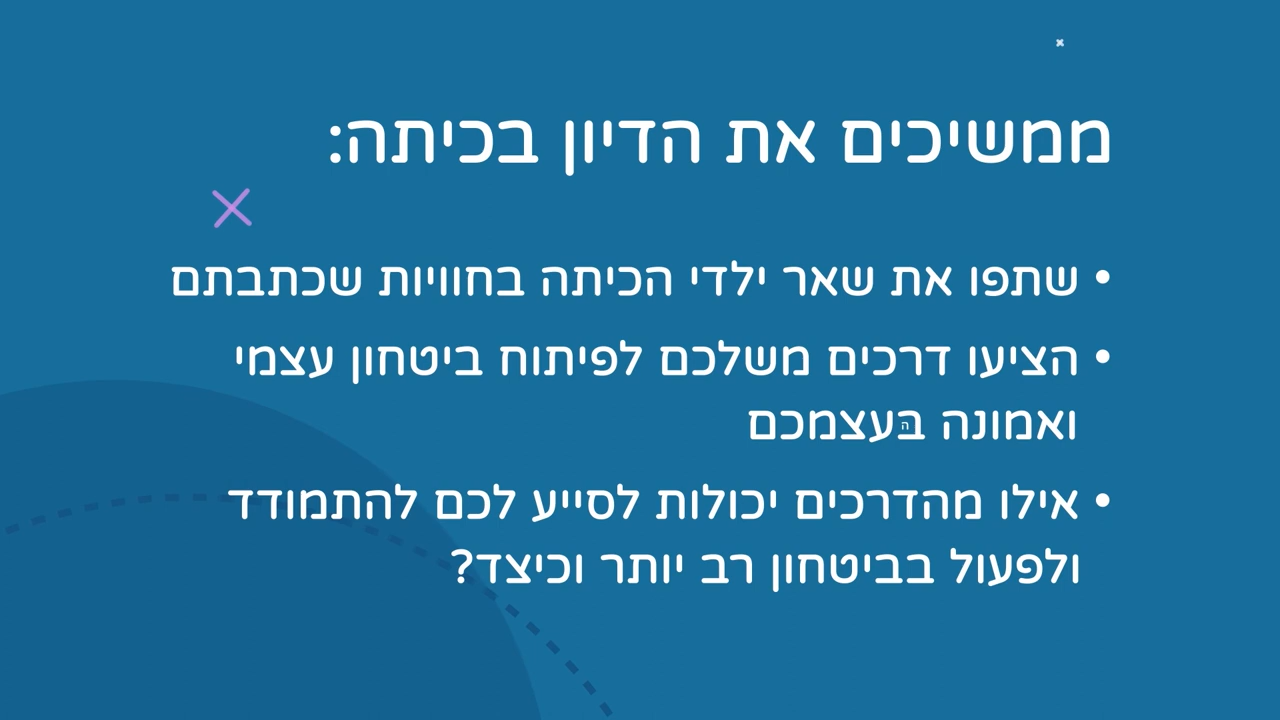 ממשיכים את הדיון בכיתה:
• שתפו את שאר ילדי הכיתה בחוויות שכתבתם
• הציעו דרכים משלכם לפיתוח ביטחון עצמי
ואמונה בעצמכם
• אילו מהדרכים יכולות לסייע לכם להתמודד
ולפעול בביטחון רב יותר וכיצד?